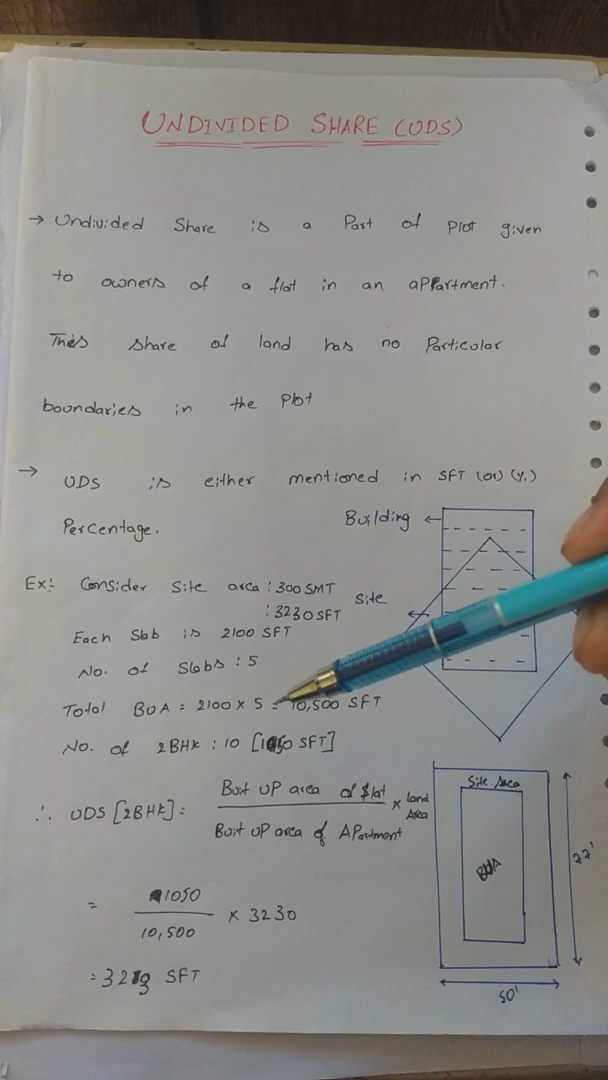 UNDIVIDED SHARE (UDS)
→ Undivided Share is a Part of Plot given
to owners of a flat in an aPPartment.
This share of land has no Particular
boundaries in the Plot
→ UDS is either mentioned in SFT (or) (%)
Percentage.
Building
Ex:- Consider Site area : 300 SMT
Site
: 3230 SFT
Each Slab is 2100 SFT
No. of Slabs : 5
Total BUA = 2100 x 5 = 10,500 SFT
No. of 2BHK : 10 [1050 SFT]
∴ UDS [2BHK] = Buit UP area of flat x Land Area
Buit UP area of APartment
Site Area
BUA
= 1050 x 3230
10,500
= 323 SFT
50'